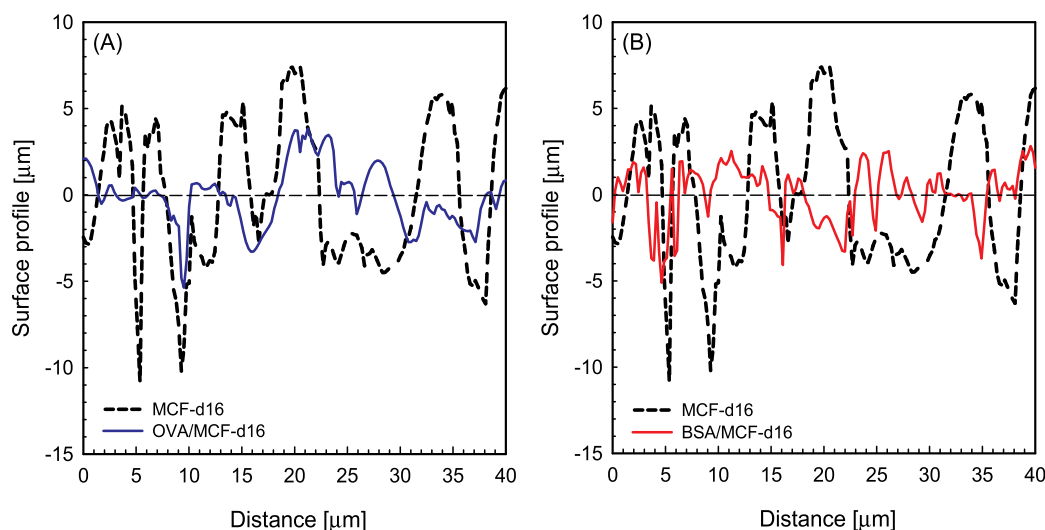 (A)
10
5
0
-5
-10
-15
Surface profile [µm]
MCF-d16
OVA/MCF-d16
0 5 10 15 20 25 30 35 40
Distance [µm]
(B)
10
5
0
-5
-10
-15
Surface profile [µm]
MCF-d16
BSA/MCF-d16
0 5 10 15 20 25 30 35 40
Distance [µm]